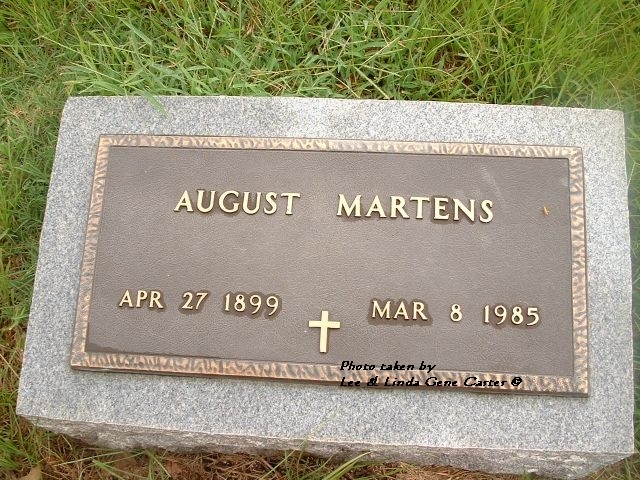 AUGUST MARTENS
APR 27 1899 MAR 8 1985
Photo taken by
Lee & Linda Gene Carter ©